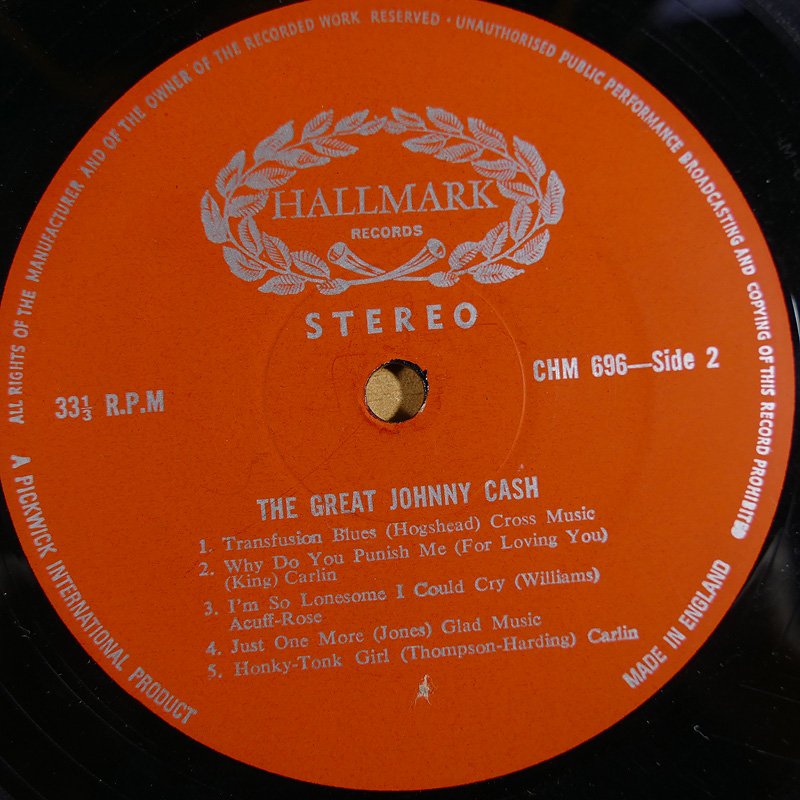 ALL RIGHTS OF THE MANUFACTURER AND OF THE OWNER OF THE RECORDED WORK RESERVED · UNAUTHORISED PUBLIC PERFORMANCE BROADCASTING AND COPYING OF THIS RECORD PROHIBITED
HALLMARK
RECORDS
STEREO
CHM 696—Side 2
33⅓ R.P.M
THE GREAT JOHNNY CASH
1. Transfusion Blues (Hogshead) Cross Music
2. Why Do You Punish Me (For Loving You)
(King) Carlin
3. I'm So Lonesome I Could Cry (Williams)
Acuff-Rose
4. Just One More (Jones) Glad Music
5. Honky-Tonk Girl (Thompson-Harding) Carlin
A PICKWICK INTERNATIONAL PRODUCT
MADE IN ENGLAND